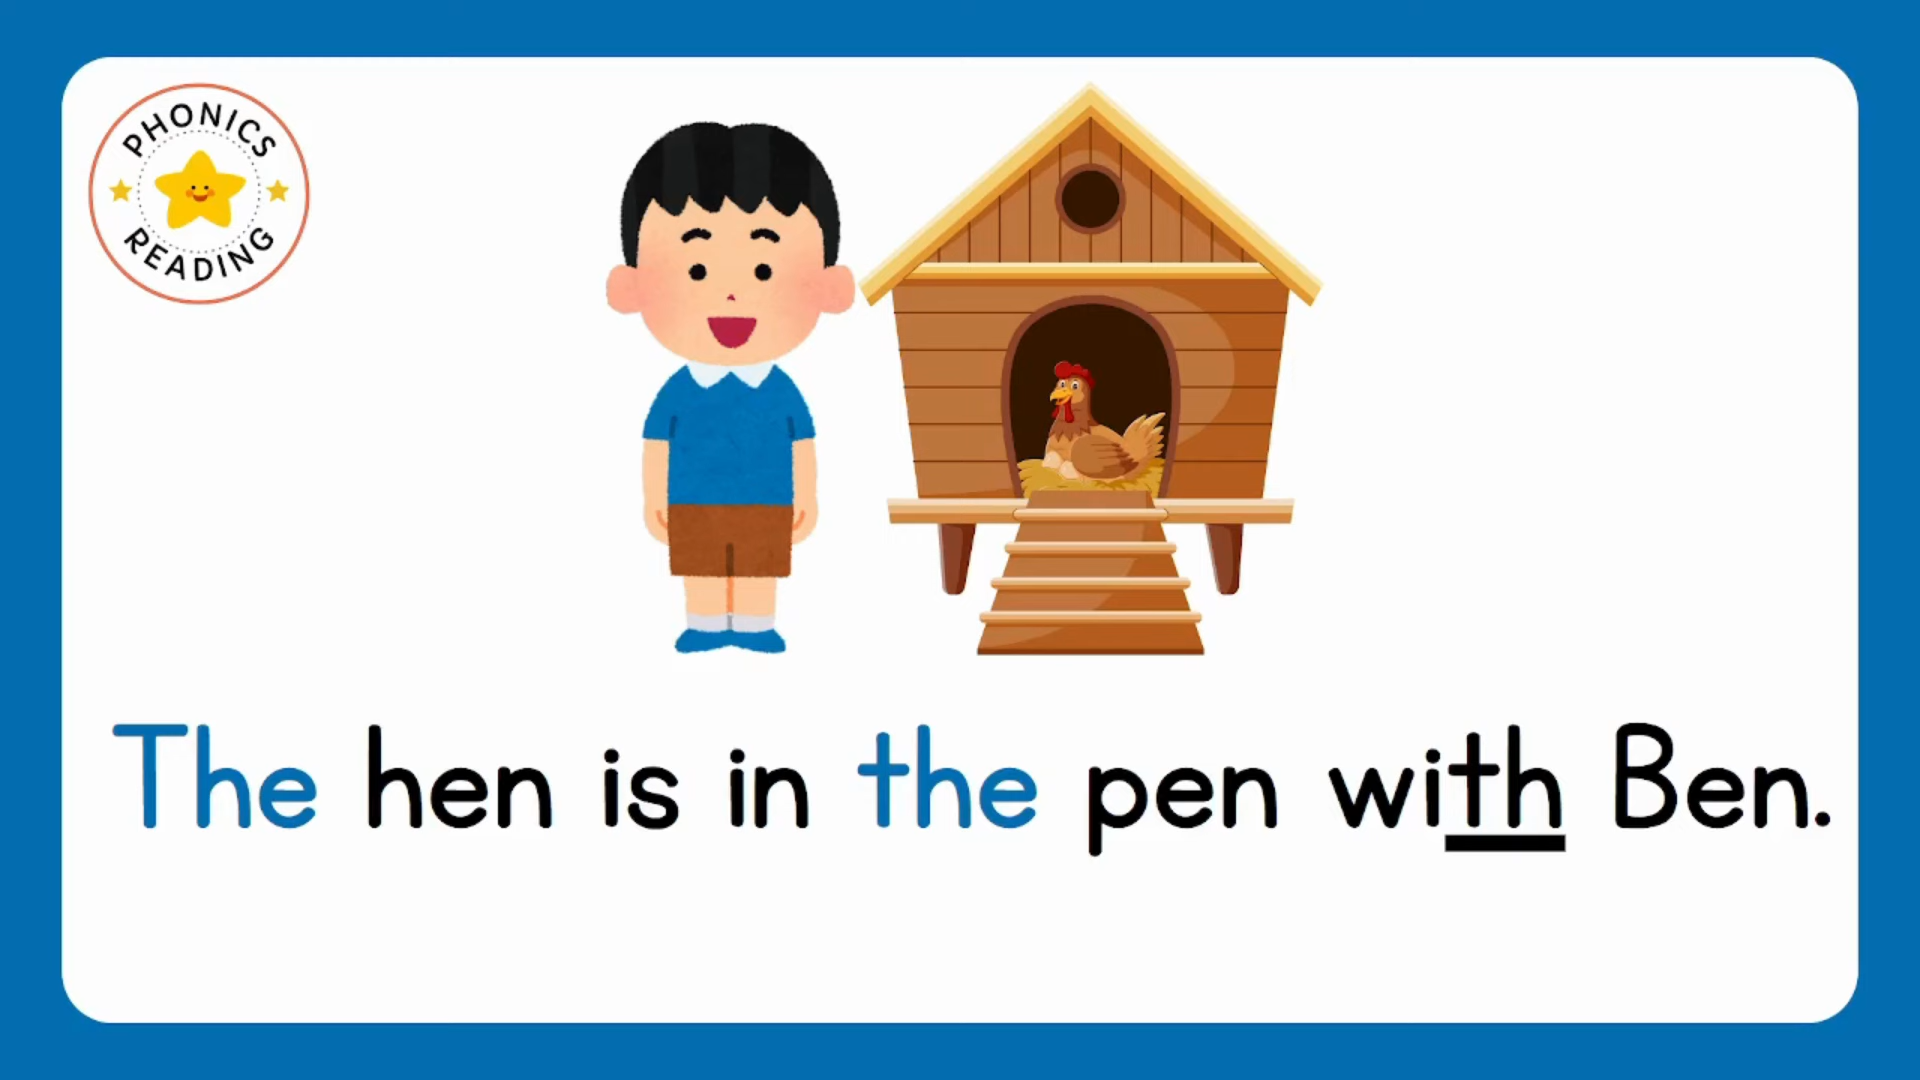 PHONICS
READING
The hen is in the pen with Ben.